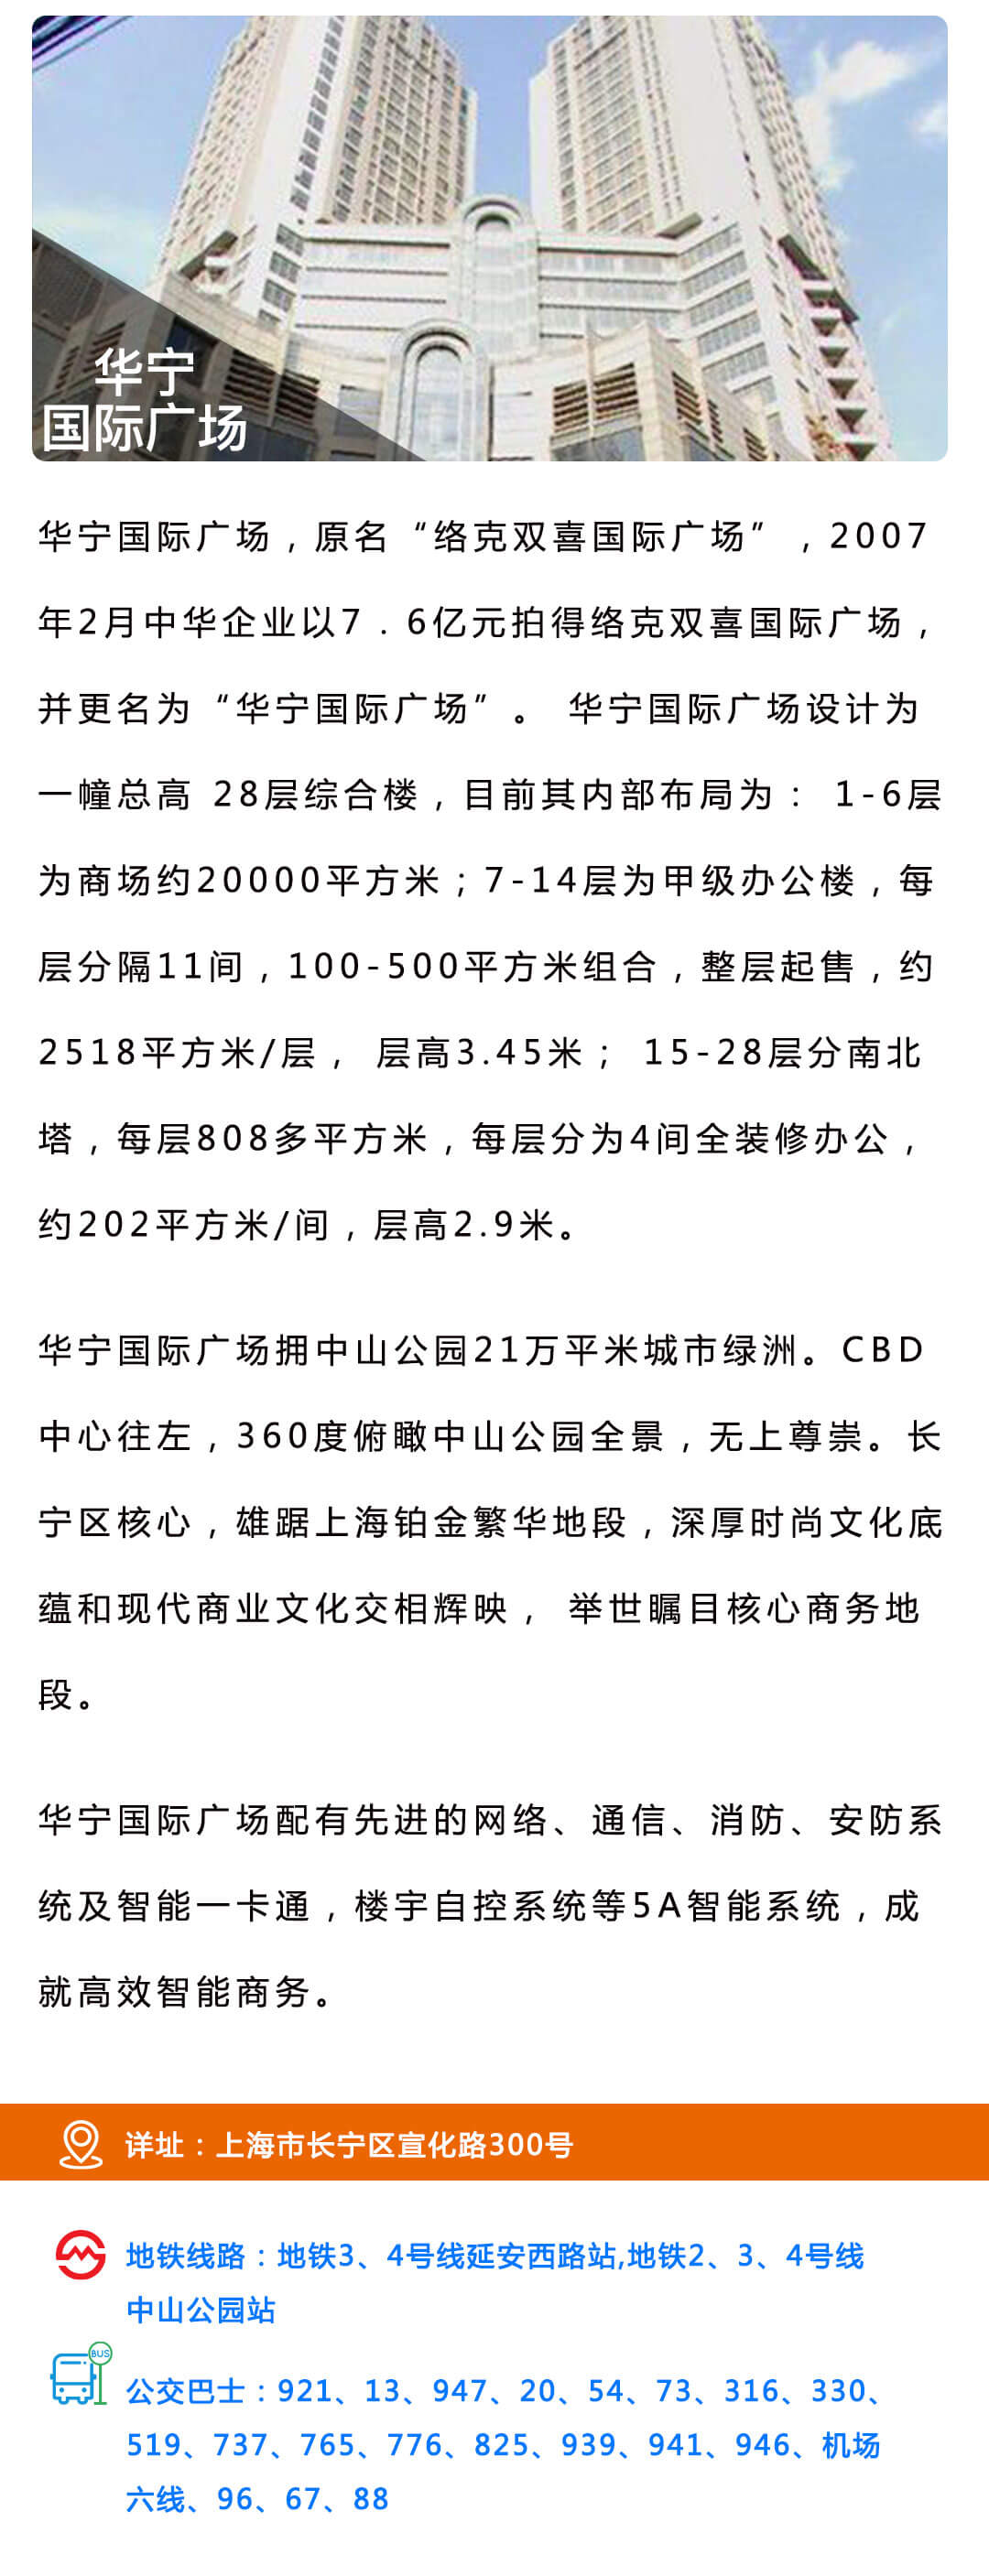 华宁
国际广场
华宁国际广场，原名“络克双喜国际广场”，2007
年2月中华企业以7．6亿元拍得络克双喜国际广场，
并更名为“华宁国际广场”。 华宁国际广场设计为
一幢总高 28层综合楼，目前其内部布局为： 1-6层
为商场约20000平方米；7-14层为甲级办公楼，每
层分隔11间，100-500平方米组合，整层起售，约
2518平方米/层， 层高3.45米； 15-28层分南北
塔，每层808多平方米，每层分为4间全装修办公，
约202平方米/间，层高2.9米。
华宁国际广场拥中山公园21万平米城市绿洲。CBD
中心往左，360度俯瞰中山公园全景，无上尊崇。长
宁区核心，雄踞上海铂金繁华地段，深厚时尚文化底
蕴和现代商业文化交相辉映， 举世瞩目核心商务地
段。
华宁国际广场配有先进的网络、通信、消防、安防系
统及智能一卡通，楼宇自控系统等5A智能系统，成
就高效智能商务。
详址：上海市长宁区宣化路300号
地铁线路：地铁3、4号线延安西路站,地铁2、3、4号线
中山公园站
BUS
公交巴士：921、13、947、20、54、73、316、330、
519、737、765、776、825、939、941、946、机场
六线、96、67、88